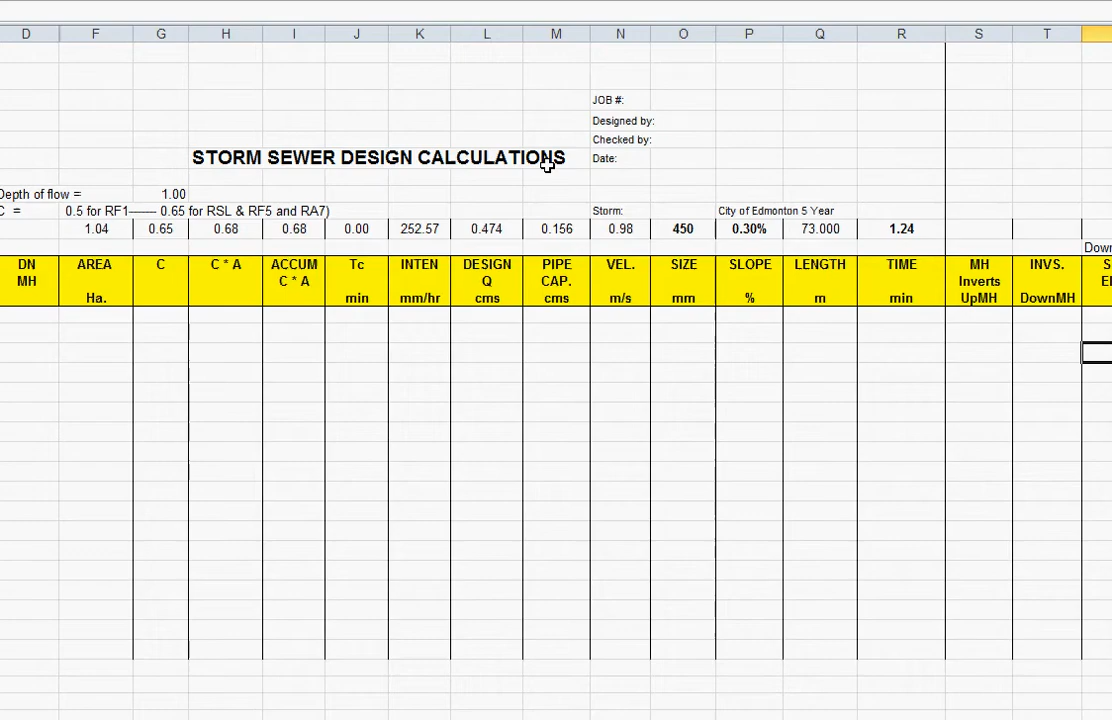 D F G H I J K L M N O P Q R S T
JOB #:
Designed by:
Checked by:
STORM SEWER DESIGN CALCULATIONS Date:
Depth of flow = 1.00
C = 0.5 for RF1------- 0.65 for RSL & RF5 and RA7) Storm: City of Edmonton 5 Year
1.04 0.65 0.68 0.68 0.00 252.57 0.474 0.156 0.98 450 0.30% 73.000 1.24
Down
DN AREA C C * A ACCUM Tc INTEN DESIGN PIPE VEL. SIZE SLOPE LENGTH TIME MH INVS.
MH C * A Q CAP. Inverts
Ha. min mm/hr cms cms m/s mm % m min UpMH DownMH